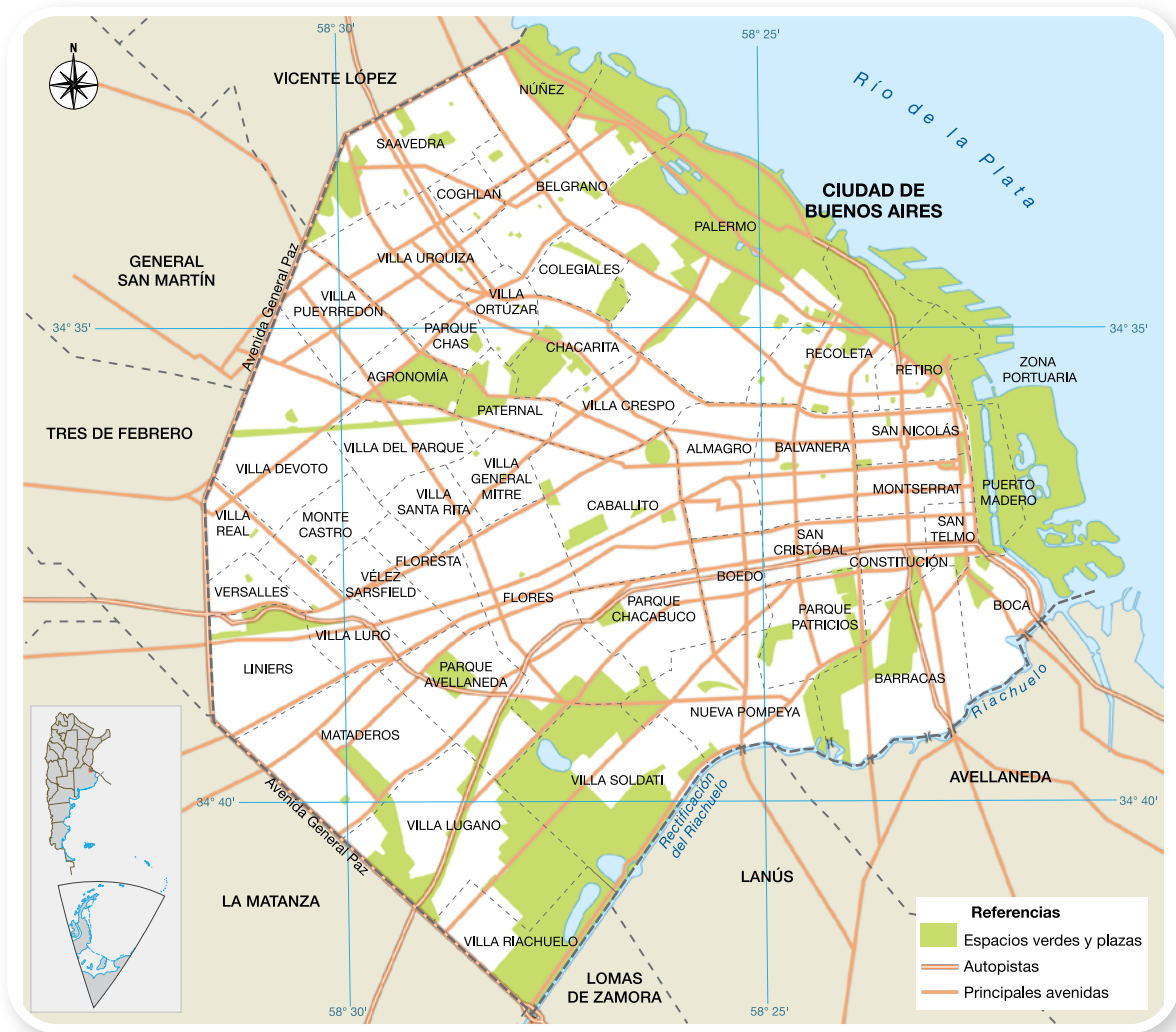 58° 30'
58° 25'
N
VICENTE LÓPEZ
NÚÑEZ
Río de la Plata
SAAVEDRA
COGHLAN
BELGRANO
CIUDAD DE
BUENOS AIRES
PALERMO
GENERAL
SAN MARTÍN
Avenida General Paz
VILLA URQUIZA
COLEGIALES
VILLA
PUEYRREDÓN
VILLA
ORTÚZAR
34° 35'
34° 35'
PARQUE
CHAS
CHACARITA
RECOLETA
RETIRO
ZONA
PORTUARIA
AGRONOMÍA
PATERNAL
VILLA CRESPO
TRES DE FEBRERO
SAN NICOLÁS
VILLA DEVOTO
VILLA DEL PARQUE
VILLA
GENERAL
MITRE
ALMAGRO
BALVANERA
VILLA
SANTA RITA
CABALLITO
MONTSERRAT
PUERTO
MADERO
VILLA
REAL
MONTE
CASTRO
SAN
CRISTÓBAL
SAN
TELMO
FLORESTA
CONSTITUCIÓN
VERSALLES
VÉLEZ
SARSFIELD
FLORES
BOEDO
PARQUE
CHACABUCO
PARQUE
PATRICIOS
BOCA
VILLA LURO
LINIERS
PARQUE
AVELLANEDA
BARRACAS
Riachuelo
NUEVA POMPEYA
MATADEROS
VILLA SOLDATI
AVELLANEDA
34° 40'
34° 40'
Avenida General Paz
VILLA LUGANO
Rectificación
del Riachuelo
LA MATANZA
LANÚS
VILLA RIACHUELO
LOMAS
DE ZAMORA
58° 30'
58° 25'
Referencias
Espacios verdes y plazas
Autopistas
Principales avenidas